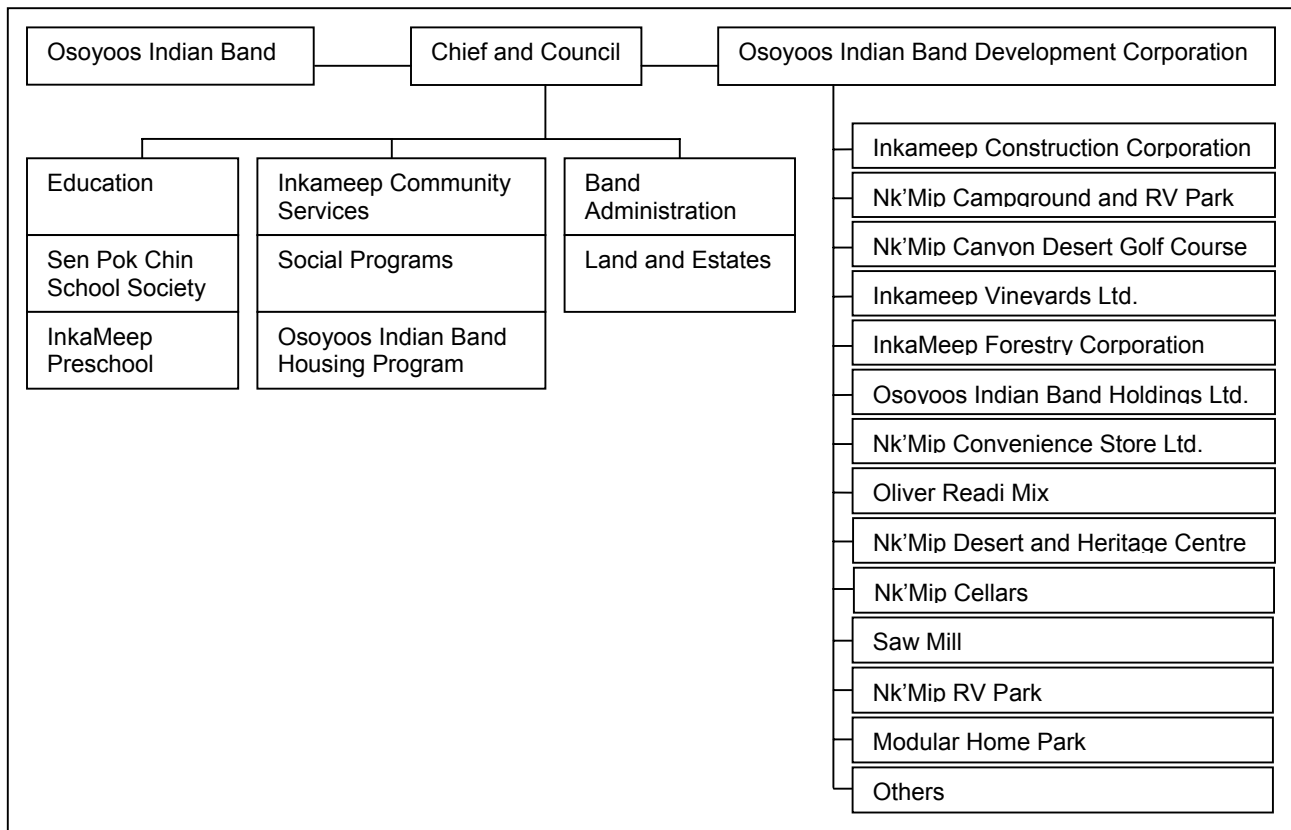 Osoyoos Indian Band
Chief and Council
Osoyoos Indian Band Development Corporation
Education
Sen Pok Chin
School Society
InkaMeep
Preschool
Inkameep Community
Services
Social Programs
Osoyoos Indian Band
Housing Program
Band
Administration
Land and Estates
Inkameep Construction Corporation
Nk’Mip Campground and RV Park
Nk’Mip Canyon Desert Golf Course
Inkameep Vineyards Ltd.
InkaMeep Forestry Corporation
Osoyoos Indian Band Holdings Ltd.
Nk’Mip Convenience Store Ltd.
Oliver Readi Mix
Nk’Mip Desert and Heritage Centre
Nk’Mip Cellars
Saw Mill
Nk’Mip RV Park
Modular Home Park
Others